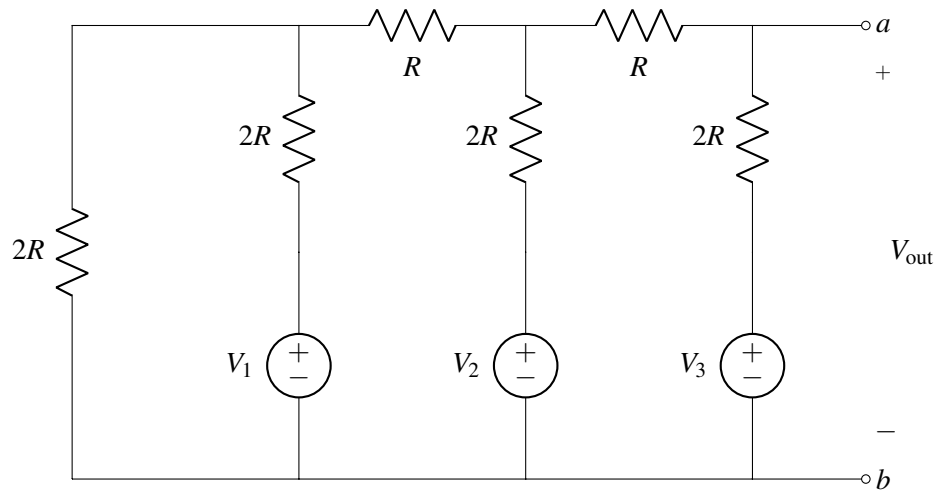 a
R R +
2R 2R 2R
2R V_out
V_1 + − V_2 + − V_3 + −
−
b